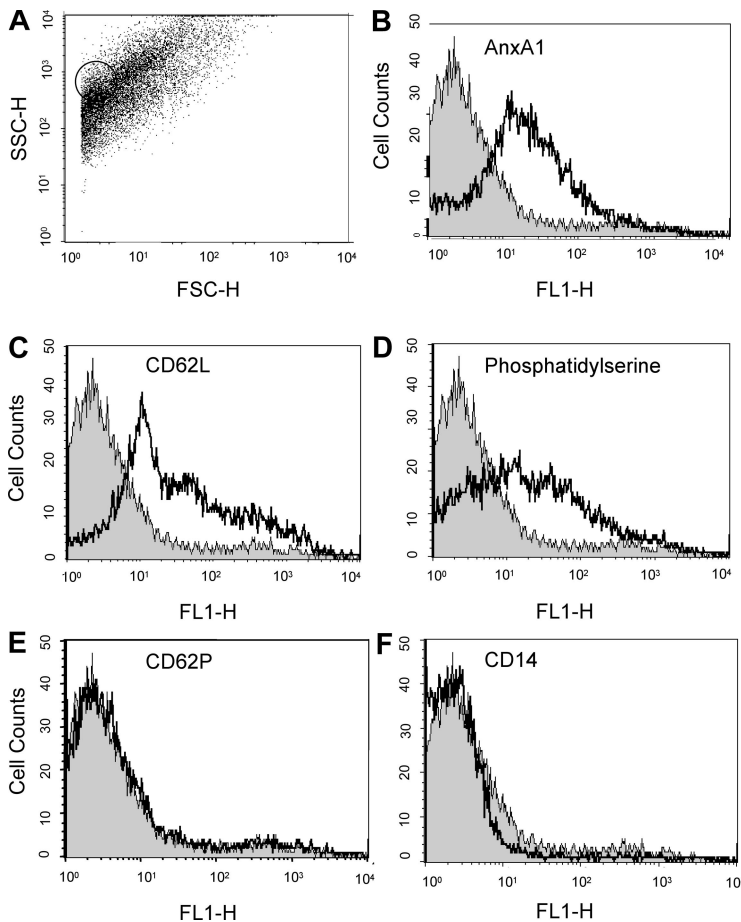 A
10⁴
10³
10²
10¹
10⁰
SSC-H
10⁰ 10¹ 10² 10³ 10⁴
FSC-H
B
AnxA1
50
40
30
20
10
0
Cell Counts
10⁰ 10¹ 10² 10³ 10⁴
FL1-H
C
CD62L
50
40
30
20
10
0
Cell Counts
10⁰ 10¹ 10² 10³ 10⁴
FL1-H
D
Phosphatidylserine
50
40
30
20
10
0
10⁰ 10¹ 10² 10³ 10⁴
FL1-H
E
CD62P
50
40
30
20
10
0
Cell Counts
10⁰ 10¹ 10² 10³ 10⁴
FL1-H
F
CD14
50
40
30
20
10
0
10⁰ 10¹ 10² 10³ 10
FL1-H